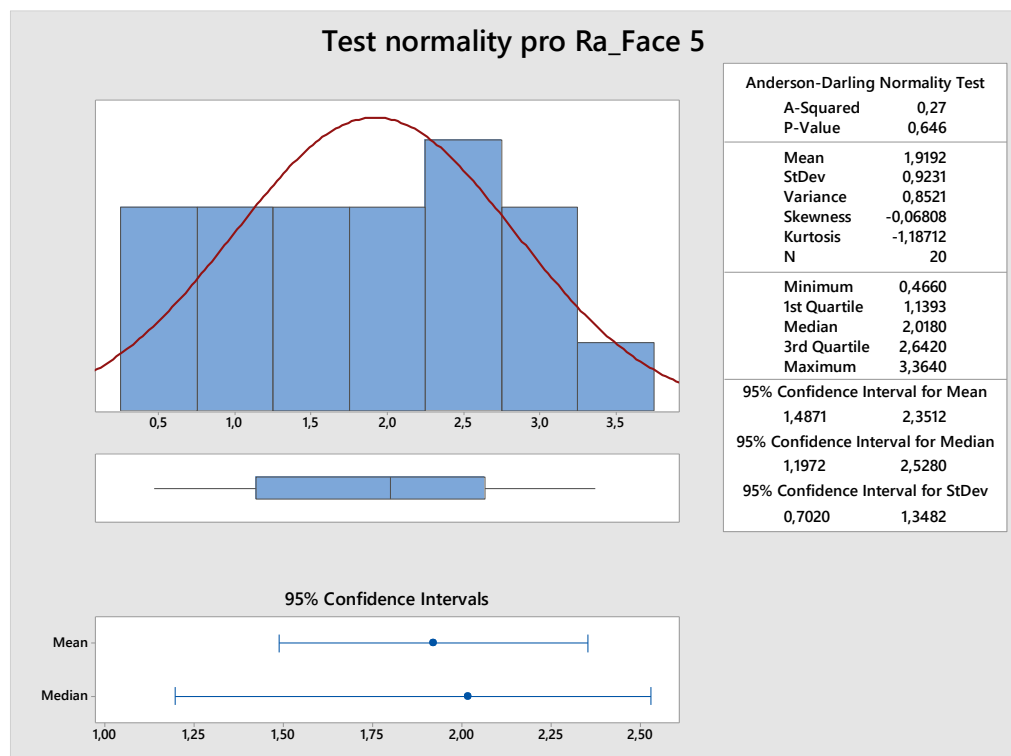 Test normality pro Ra_Face 5
0,5 1,0 1,5 2,0 2,5 3,0 3,5
Anderson-Darling Normality Test
A-Squared 0,27
P-Value 0,646
Mean 1,9192
StDev 0,9231
Variance 0,8521
Skewness -0,06808
Kurtosis -1,18712
N 20
Minimum 0,4660
1st Quartile 1,1393
Median 2,0180
3rd Quartile 2,6420
Maximum 3,3640
95% Confidence Interval for Mean
1,4871 2,3512
95% Confidence Interval for Median
1,1972 2,5280
95% Confidence Interval for StDev
0,7020 1,3482
95% Confidence Intervals
Mean
Median
1,00 1,25 1,50 1,75 2,00 2,25 2,50